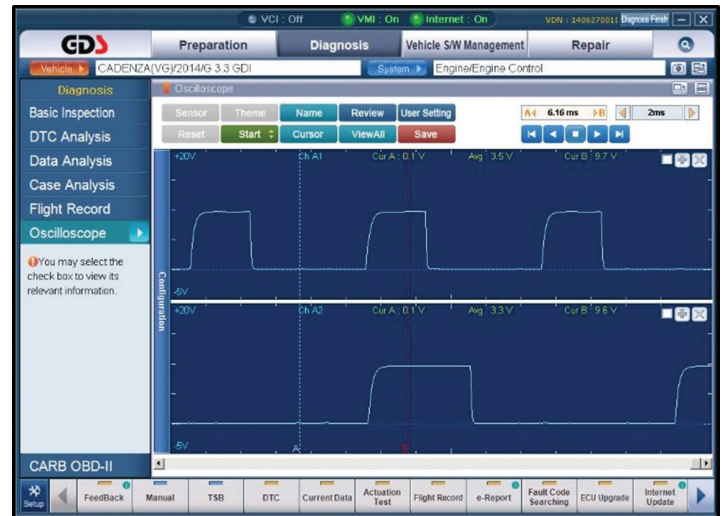 VCI : Off VMI : On Internet : On VDN : 1406270011 Diagnosis Finish
GDS Preparation Diagnosis Vehicle S/W Management Repair
Vehicle CADENZA(VG)/2014/G 3.3 GDI System Engine/Engine Control
Diagnosis
Basic Inspection
DTC Analysis
Data Analysis
Case Analysis
Flight Record
Oscilloscope
You may select the
check box to view its
relevant information.
CARB OBD-II
Oscilloscope
Sensor Theme Name Review User Setting A 6.16 ms B 2ms
Reset Start Cursor ViewAll Save
Configuration
+20V Ch A1 Cur A : 0.1 V Avg : 3.5 V Cur B : 9.7 V
-5V
+20V Ch A2 Cur A : 0.1 V Avg : 3.3 V Cur B : 9.6 V
-5V A
Setup FeedBack Manual TSB DTC Current Data Actuation Test Flight Record e-Report Fault Code Searching ECU Upgrade Internet Update